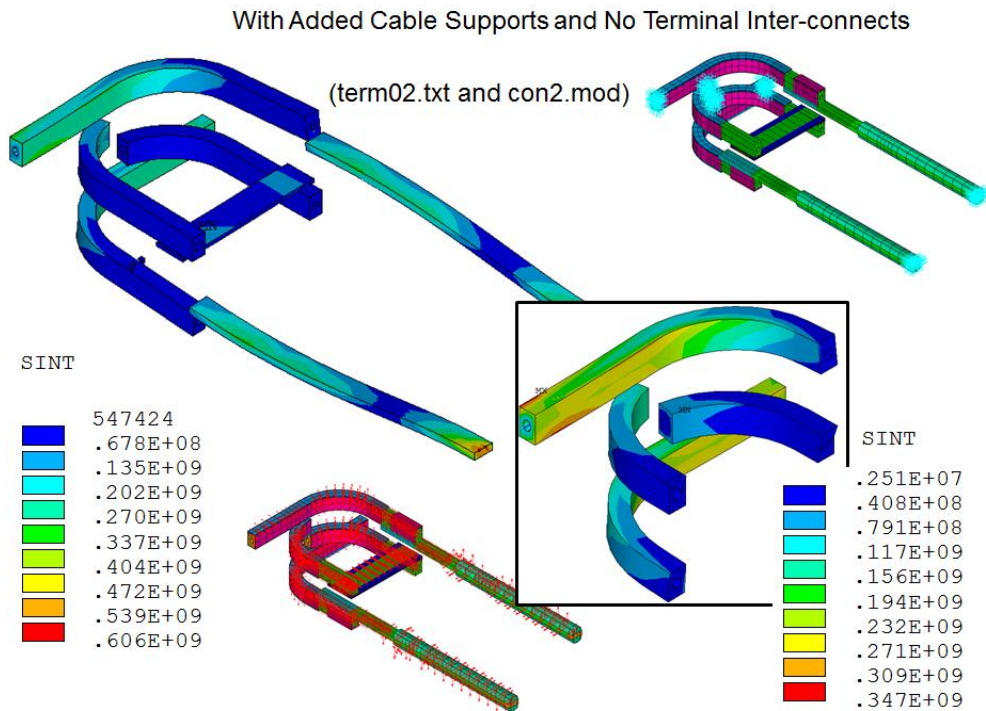 With Added Cable Supports and No Terminal Inter-connects
(term02.txt and con2.mod)
SINT
547424
.678E+08
.135E+09
.202E+09
.270E+09
.337E+09
.404E+09
.472E+09
.539E+09
.606E+09
MX
MN
SINT
.251E+07
.408E+08
.791E+08
.117E+09
.156E+09
.194E+09
.232E+09
.271E+09
.309E+09
.347E+09